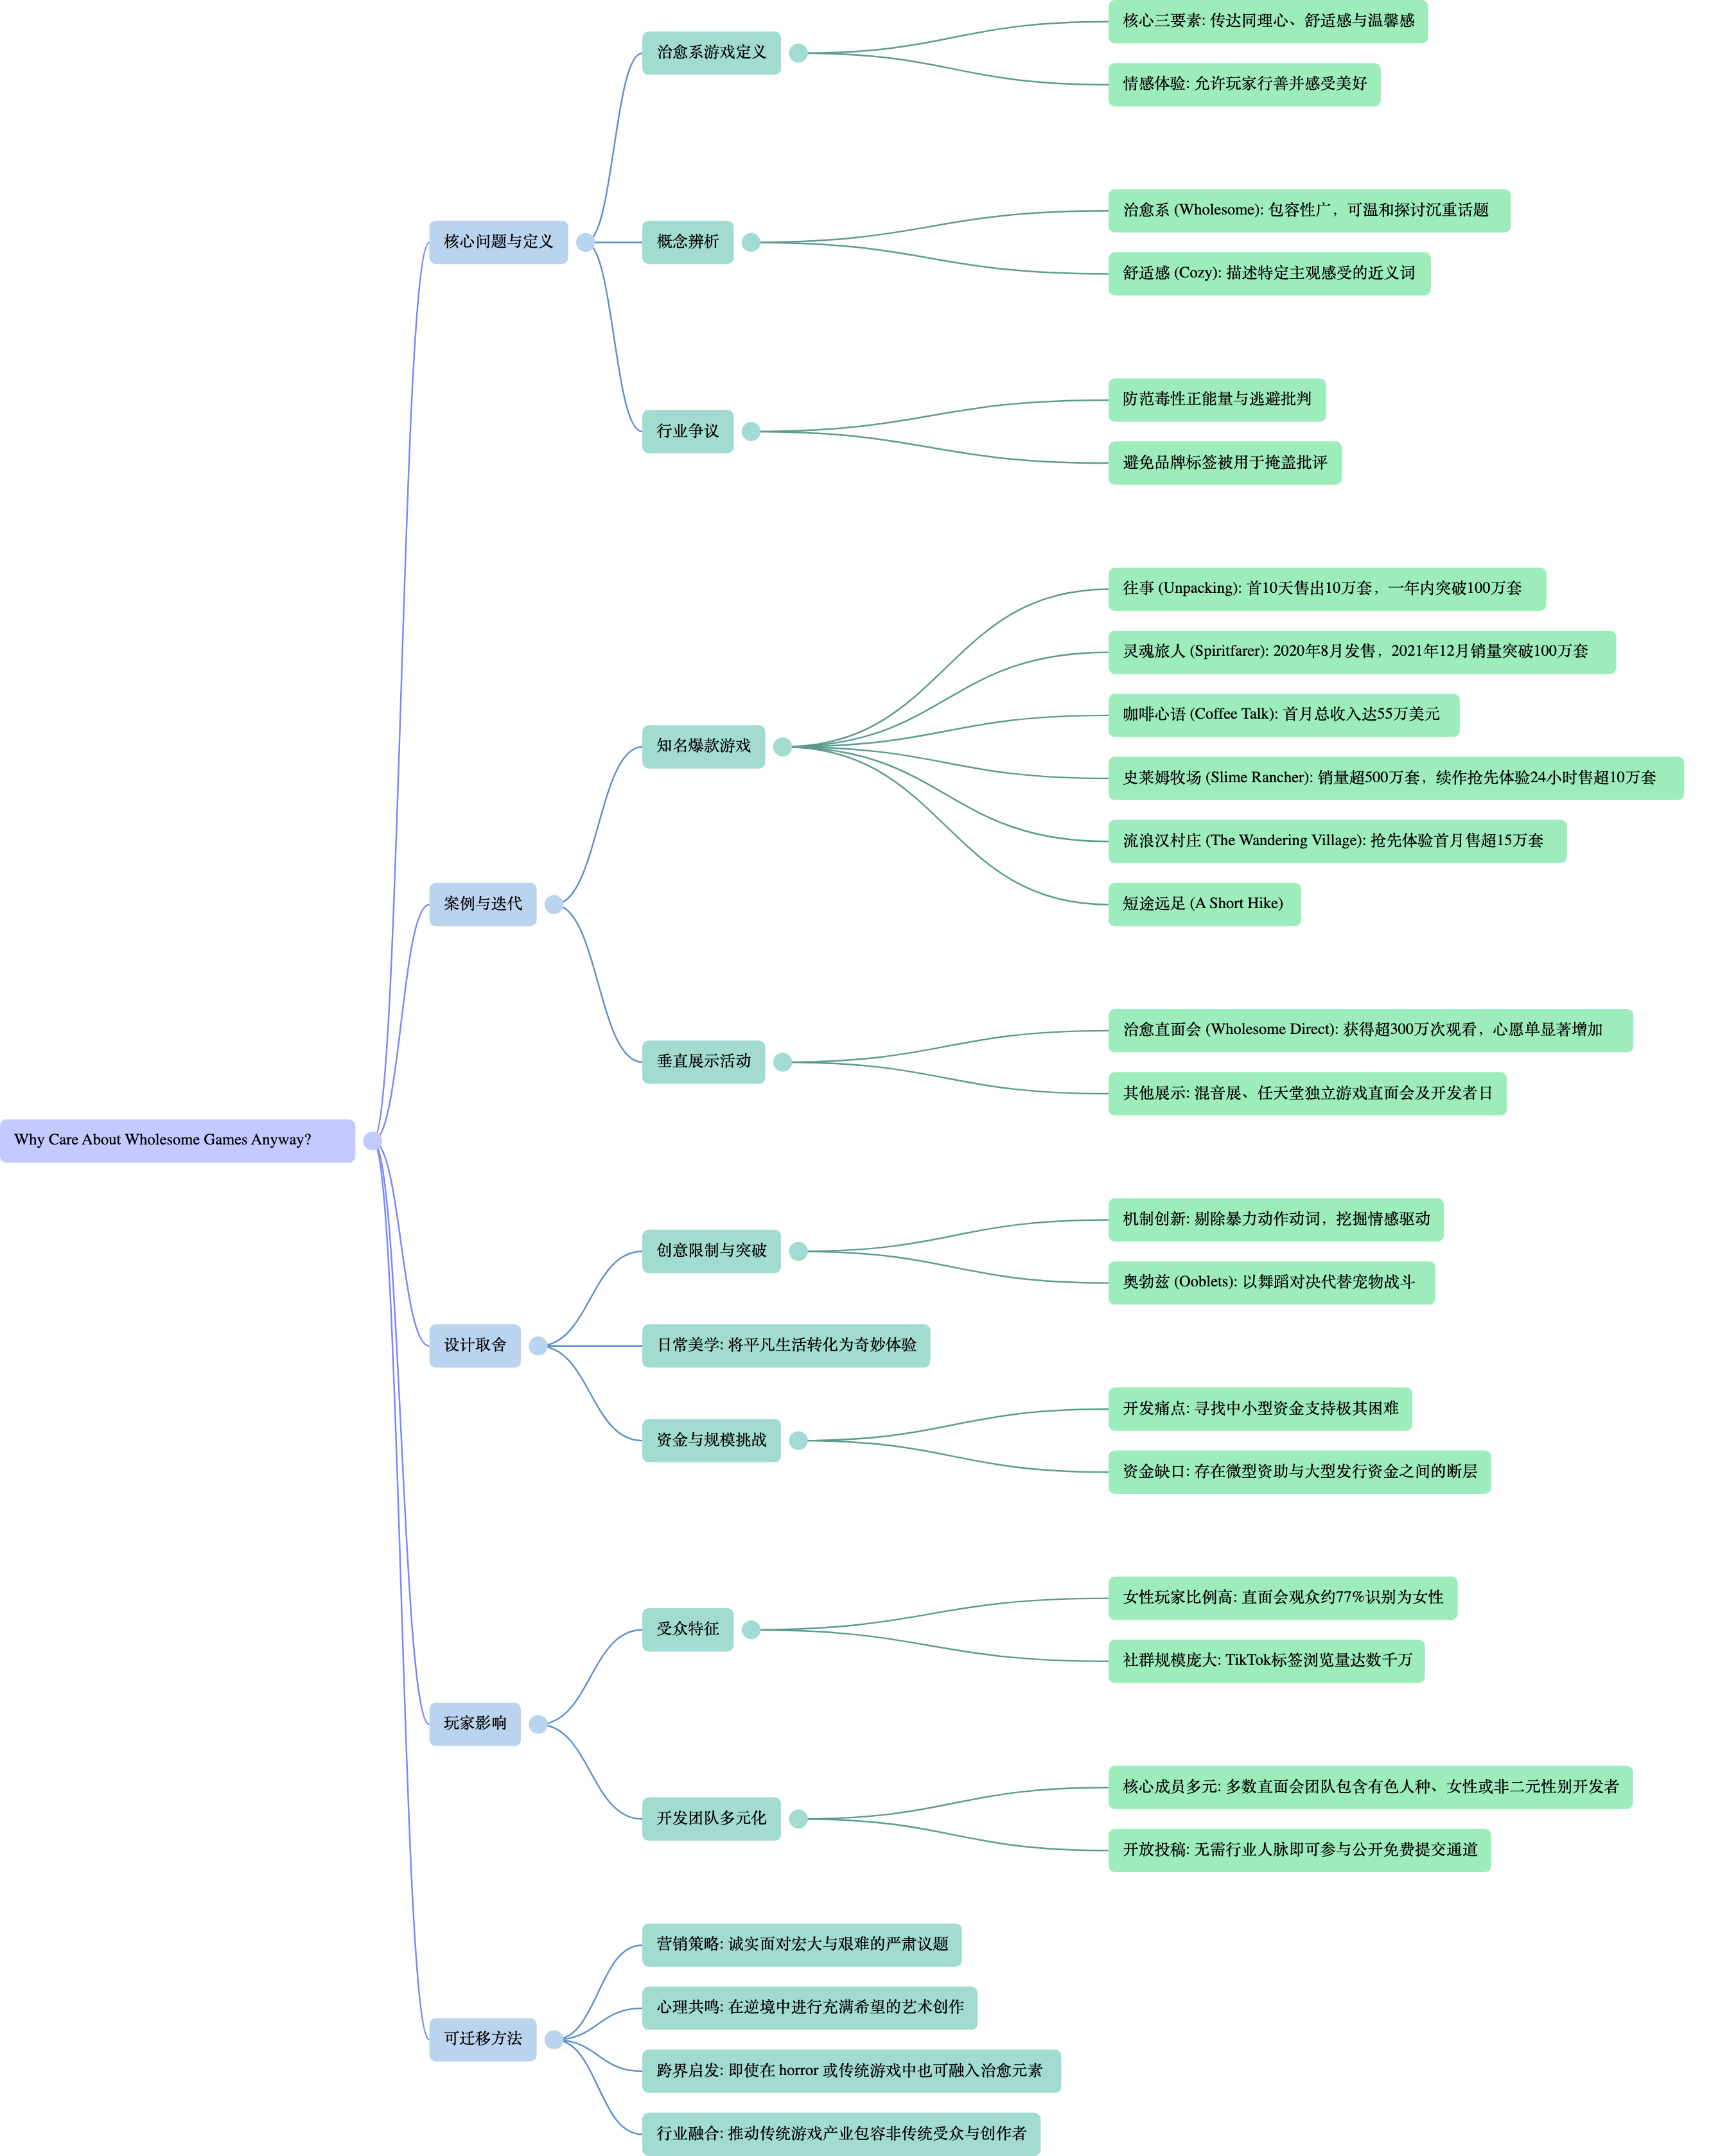 Why Care About Wholesome Games Anyway?
核心问题与定义
治愈系游戏定义
核心三要素: 传达同理心、舒适感与温馨感
情感体验: 允许玩家行善并感受美好
概念辨析
治愈系 (Wholesome): 包容性广，可温和探讨沉重话题
舒适感 (Cozy): 描述特定主观感受的近义词
行业争议
防范毒性正能量与逃避批判
避免品牌标签被用于掩盖批评
案例与迭代
知名爆款游戏
往事 (Unpacking): 首10天售出10万套，一年内突破100万套
灵魂旅人 (Spiritfarer): 2020年8月发售，2021年12月销量突破100万套
咖啡心语 (Coffee Talk): 首月总收入达55万美元
史莱姆牧场 (Slime Rancher): 销量超500万套，续作抢先体验24小时售超10万套
流浪汉村庄 (The Wandering Village): 抢先体验首月售超15万套
短途远足 (A Short Hike)
垂直展示活动
治愈直面会 (Wholesome Direct): 获得超300万次观看，心愿单显著增加
其他展示: 混音展、任天堂独立游戏直面会及开发者日
设计取舍
创意限制与突破
机制创新: 剔除暴力动作动词，挖掘情感驱动
奥勃兹 (Ooblets): 以舞蹈对决代替宠物战斗
日常美学: 将平凡生活转化为奇妙体验
资金与规模挑战
开发痛点: 寻找中小型资金支持极其困难
资金缺口: 存在微型资助与大型发行资金之间的断层
玩家影响
受众特征
女性玩家比例高: 直面会观众约77%识别为女性
社群规模庞大: TikTok标签浏览量达数千万
开发团队多元化
核心成员多元: 多数直面会团队包含有色人种、女性或非二元性别开发者
开放投稿: 无需行业人脉即可参与公开免费提交通道
可迁移方法
营销策略: 诚实面对宏大与艰难的严肃议题
心理共鸣: 在逆境中进行充满希望的艺术创作
跨界启发: 即使在 horror 或传统游戏中也可融入治愈元素
行业融合: 推动传统游戏产业包容非传统受众与创作者